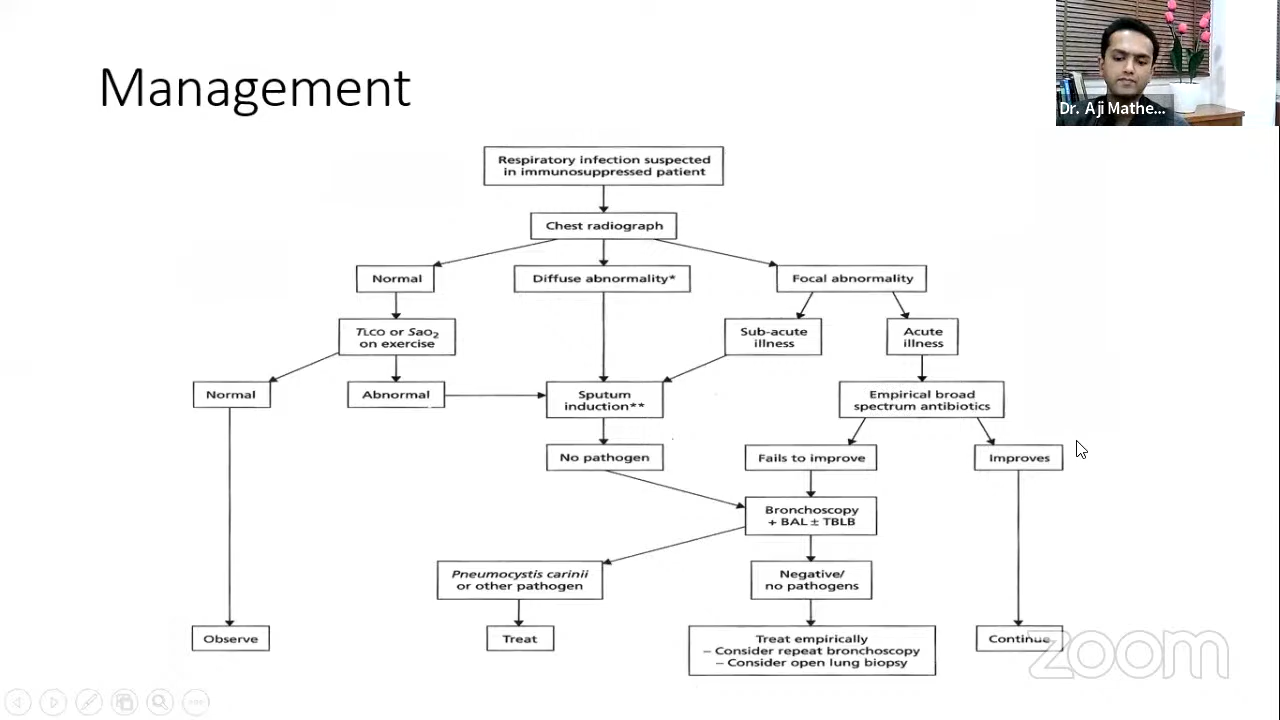 Management
Dr. Aji Mathe...
Respiratory infection suspected
in immunosuppressed patient
Chest radiograph
Normal
Diffuse abnormality*
Focal abnormality
TLCO or SaO₂
on exercise
Sub-acute
illness
Acute
illness
Normal
Abnormal
Sputum
induction**
Empirical broad
spectrum antibiotics
No pathogen
Fails to improve
Improves
Bronchoscopy
+ BAL ± TBLB
Pneumocystis carinii
or other pathogen
Negative/
no pathogens
Observe
Treat
Treat empirically
– Consider repeat bronchoscopy
– Consider open lung biopsy
Continue
zoom